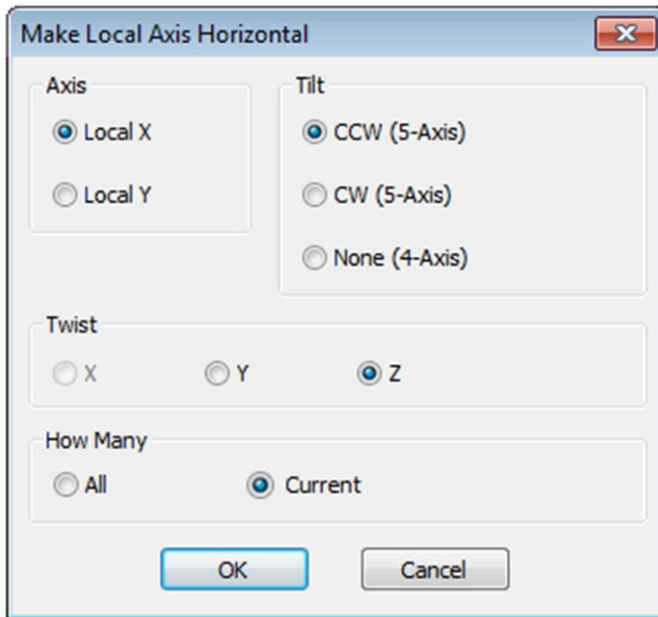 Make Local Axis Horizontal
Axis
Local X
Local Y
Tilt
CCW (5-Axis)
CW (5-Axis)
None (4-Axis)
Twist
X Y Z
How Many
All Current
OK Cancel